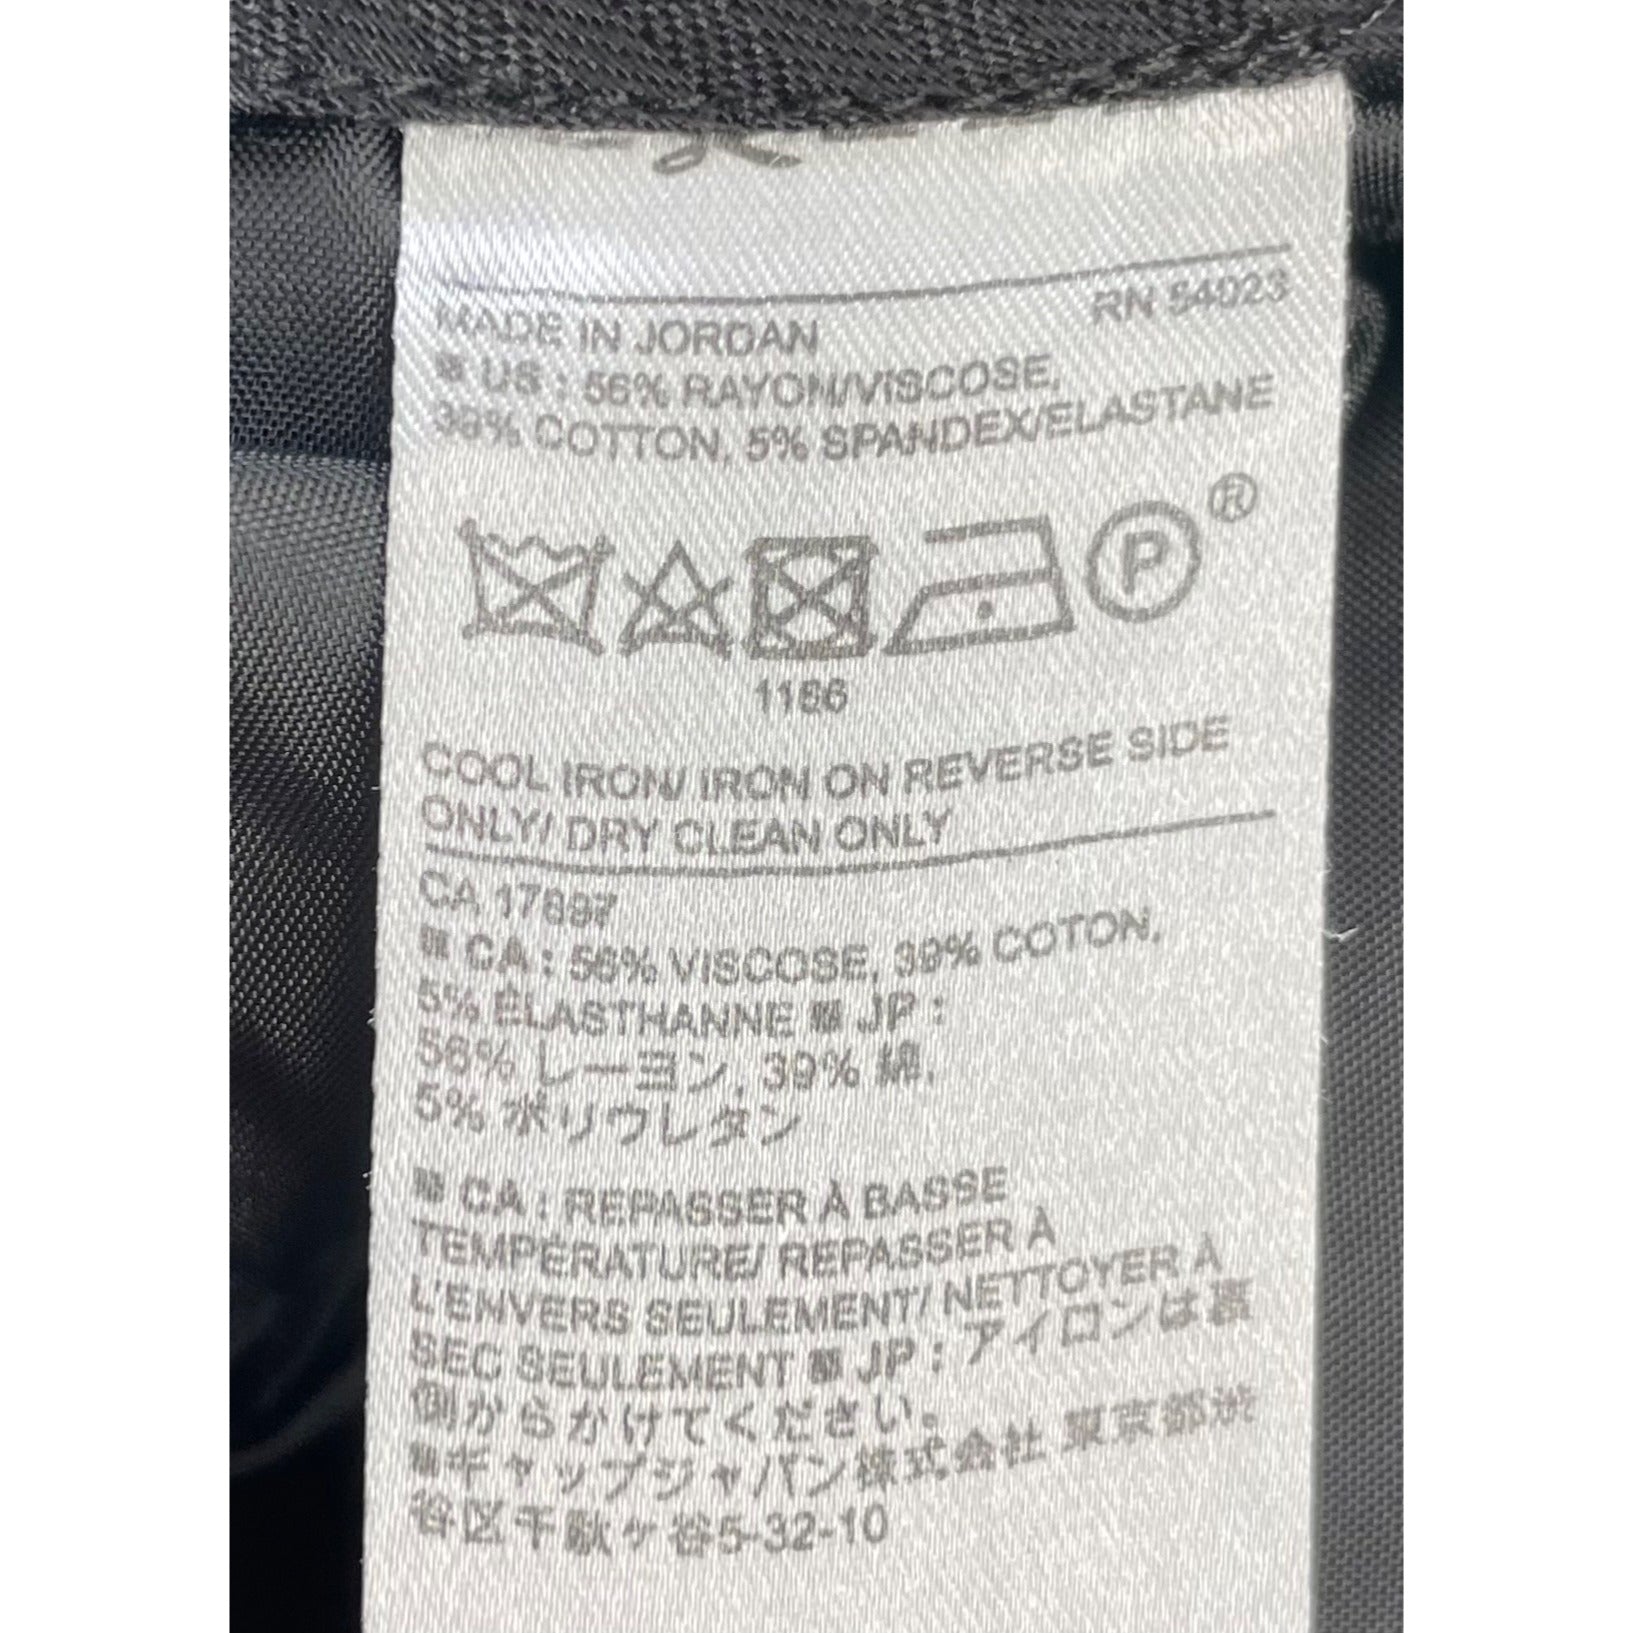 MADE IN JORDAN RN 54023
US : 56% RAYON/VISCOSE,
39% COTTON, 5% SPANDEX/ELASTANE
P ®
1186
COOL IRON/ IRON ON REVERSE SIDE
ONLY/ DRY CLEAN ONLY
CA 17897
CA : 56% VISCOSE, 39% COTON,
5% ÉLASTHANNE JP :
56% レーヨン, 39% 綿,
5% ポリウレタン
CA : REPASSER À BASSE
TEMPÉRATURE/ REPASSER À
L'ENVERS SEULEMENT/ NETTOYER À
SEC SEULEMENT JP : アイロンは裏
側からかけてください。
ギャップジャパン株式会社 東京都渋
谷区千駄ヶ谷5-32-10